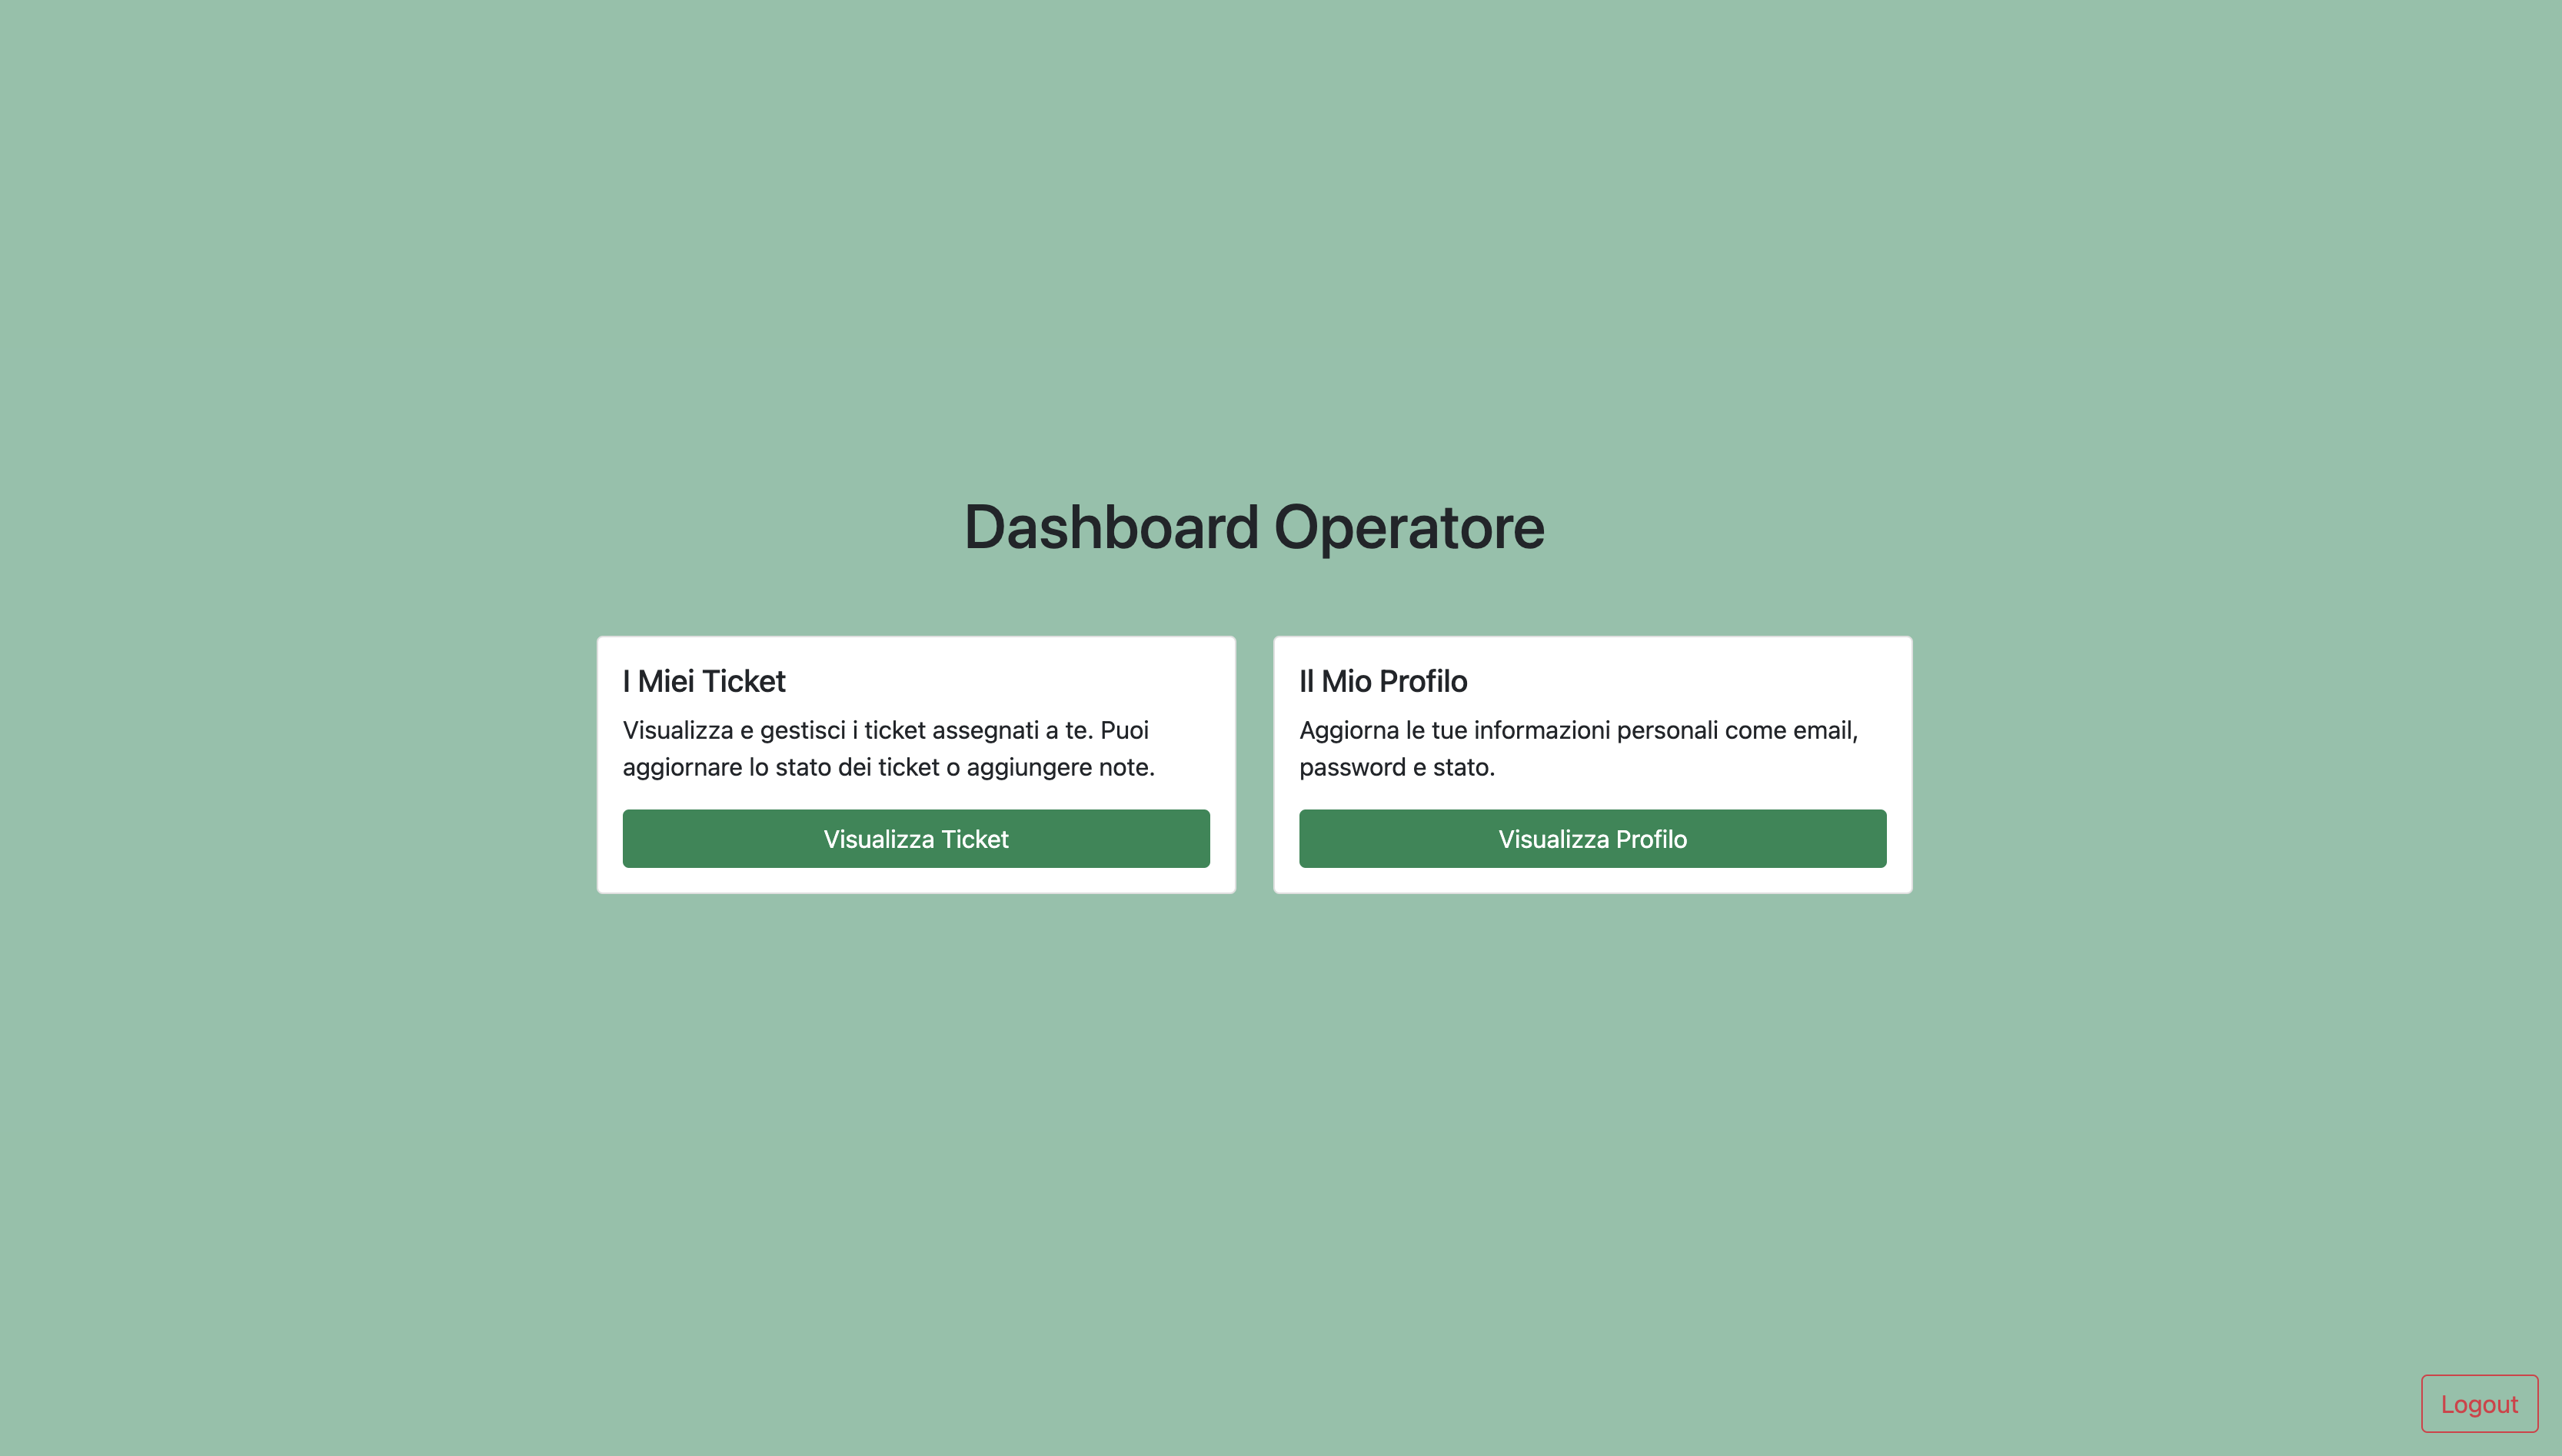 Dashboard Operatore
I Miei Ticket
Visualizza e gestisci i ticket assegnati a te. Puoi
aggiornare lo stato dei ticket o aggiungere note.
Visualizza Ticket
Il Mio Profilo
Aggiorna le tue informazioni personali come email,
password e stato.
Visualizza Profilo
Logout